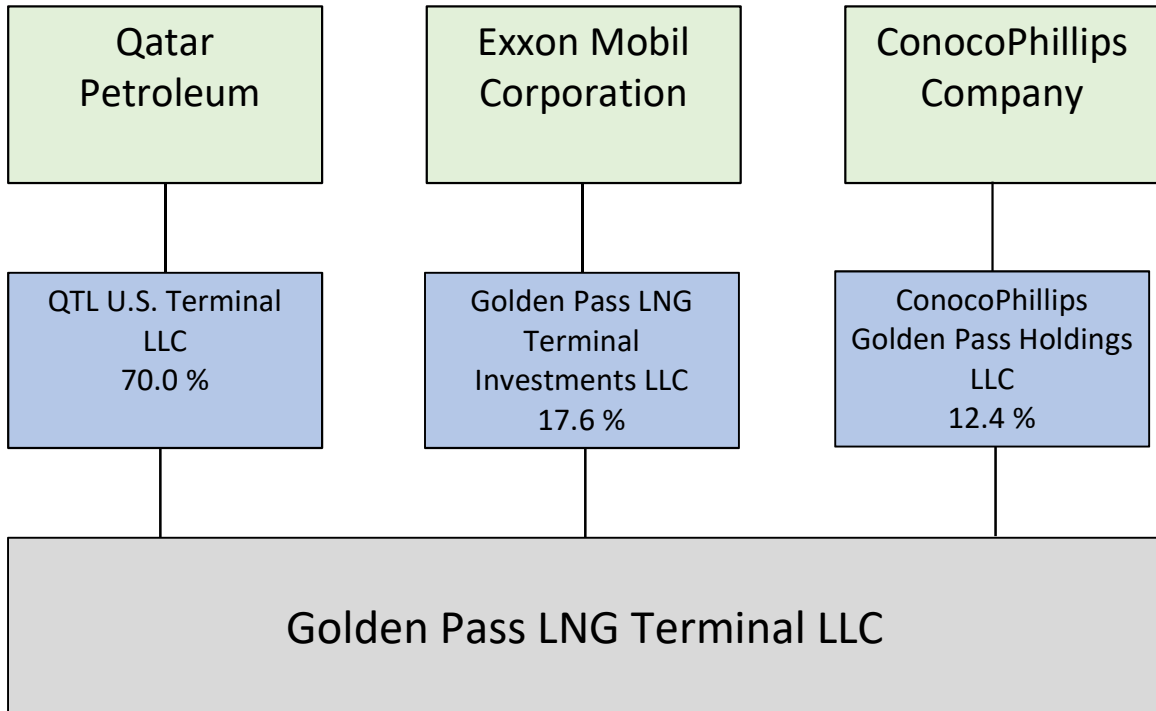 Qatar
Petroleum
Exxon Mobil
Corporation
ConocoPhillips
Company
QTL U.S. Terminal
LLC
70.0 %
Golden Pass LNG
Terminal
Investments LLC
17.6 %
ConocoPhillips
Golden Pass Holdings
LLC
12.4 %
Golden Pass LNG Terminal LLC